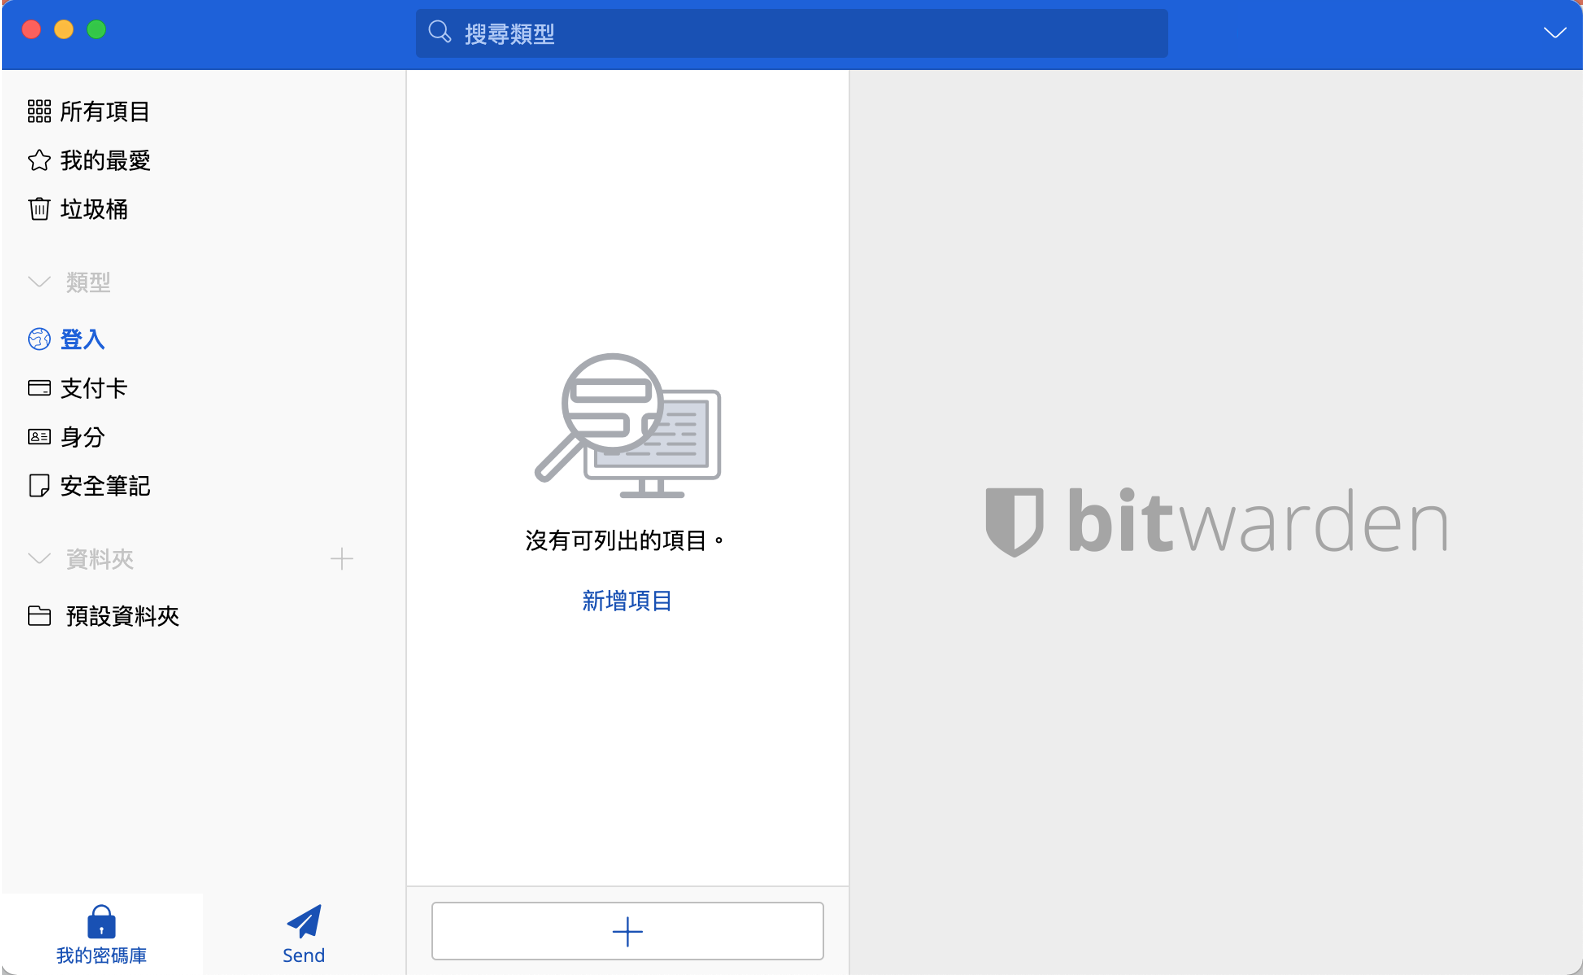 搜尋類型
所有項目
我的最愛
垃圾桶
類型
登入
支付卡
身分
安全筆記
資料夾
預設資料夾
沒有可列出的項目。
新增項目
bitwarden
我的密碼庫
Send